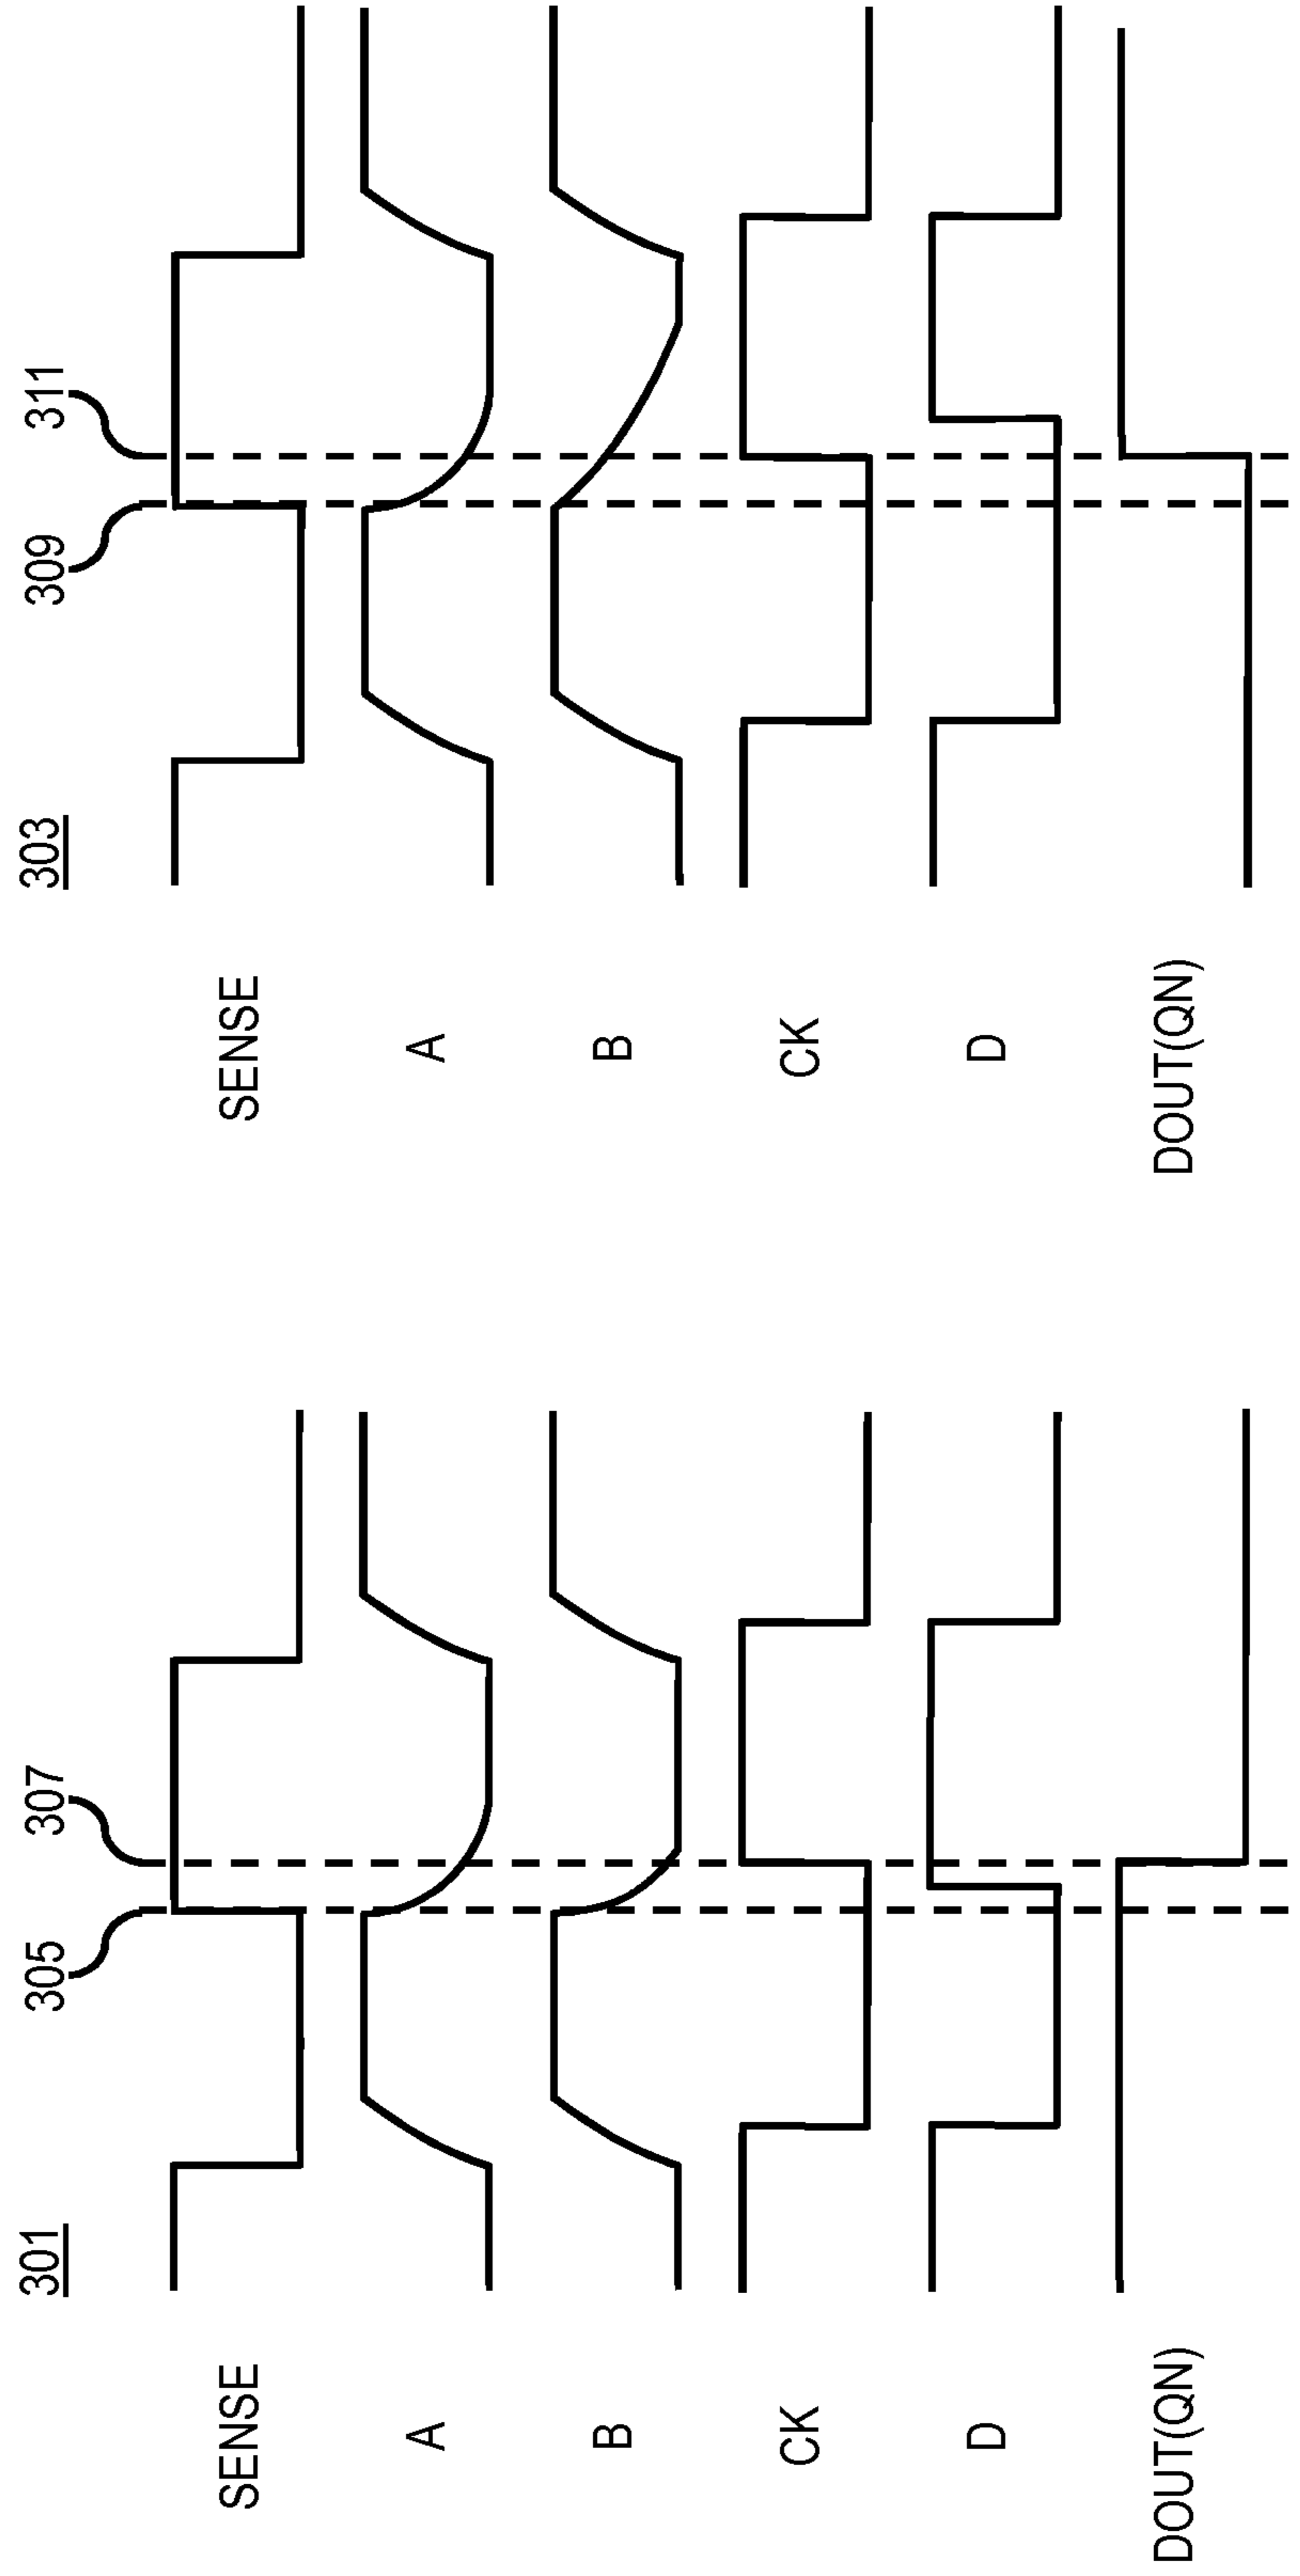 301
305
307
SENSE
A
B
CK
D
DOUT(QN)
303
309
311
SENSE
A
B
CK
D
DOUT(QN)